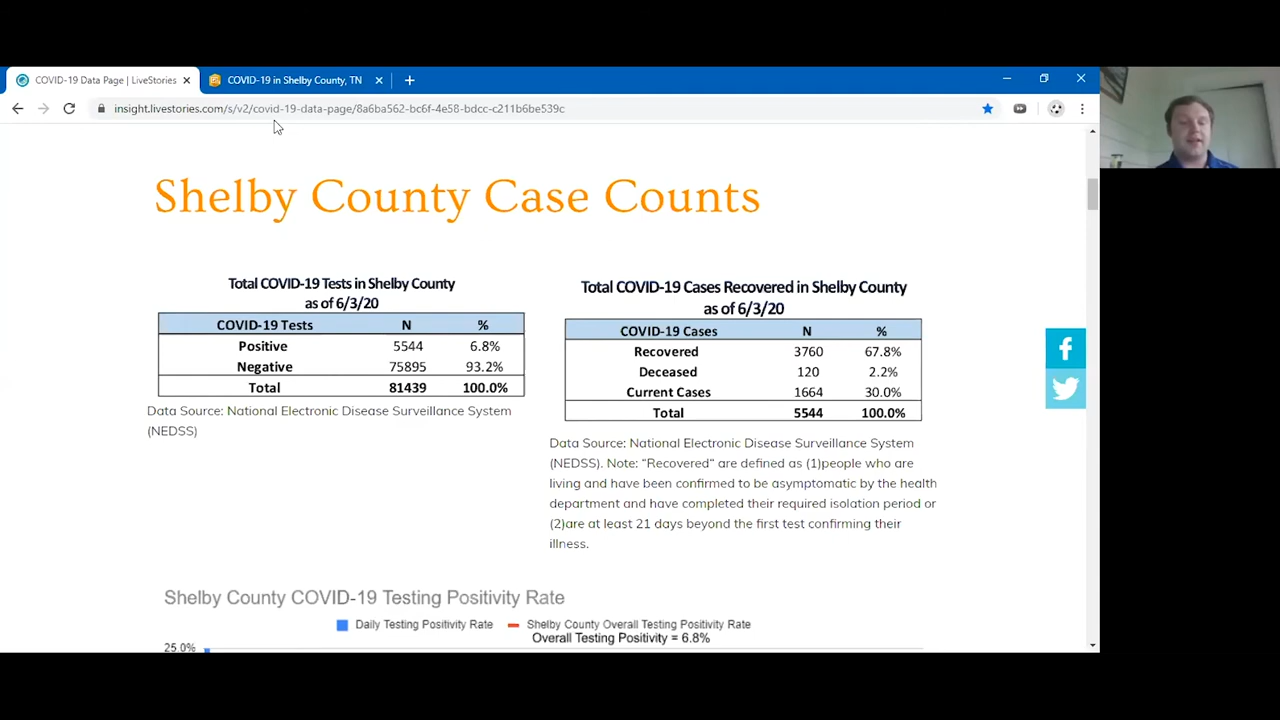 COVID-19 Data Page | LiveStories
COVID-19 in Shelby County, TN
insight.livestories.com/s/v2/covid-19-data-page/8a6ba562-bc6f-4e58-bdcc-c211b6be539c
Shelby County Case Counts
Total COVID-19 Tests in Shelby County
as of 6/3/20
COVID-19 Tests N %
Positive 5544 6.8%
Negative 75895 93.2%
Total 81439 100.0%
Data Source: National Electronic Disease Surveillance System
(NEDSS)
Total COVID-19 Cases Recovered in Shelby County
as of 6/3/20
COVID-19 Cases N %
Recovered 3760 67.8%
Deceased 120 2.2%
Current Cases 1664 30.0%
Total 5544 100.0%
Data Source: National Electronic Disease Surveillance System
(NEDSS). Note: "Recovered" are defined as (1)people who are
living and have been confirmed to be asymptomatic by the health
department and have completed their required isolation period or
(2)are at least 21 days beyond the first test confirming their
illness.
Shelby County COVID-19 Testing Positivity Rate
Daily Testing Positivity Rate Shelby County Overall Testing Positivity Rate
Overall Testing Positivity = 6.8%
25.0%